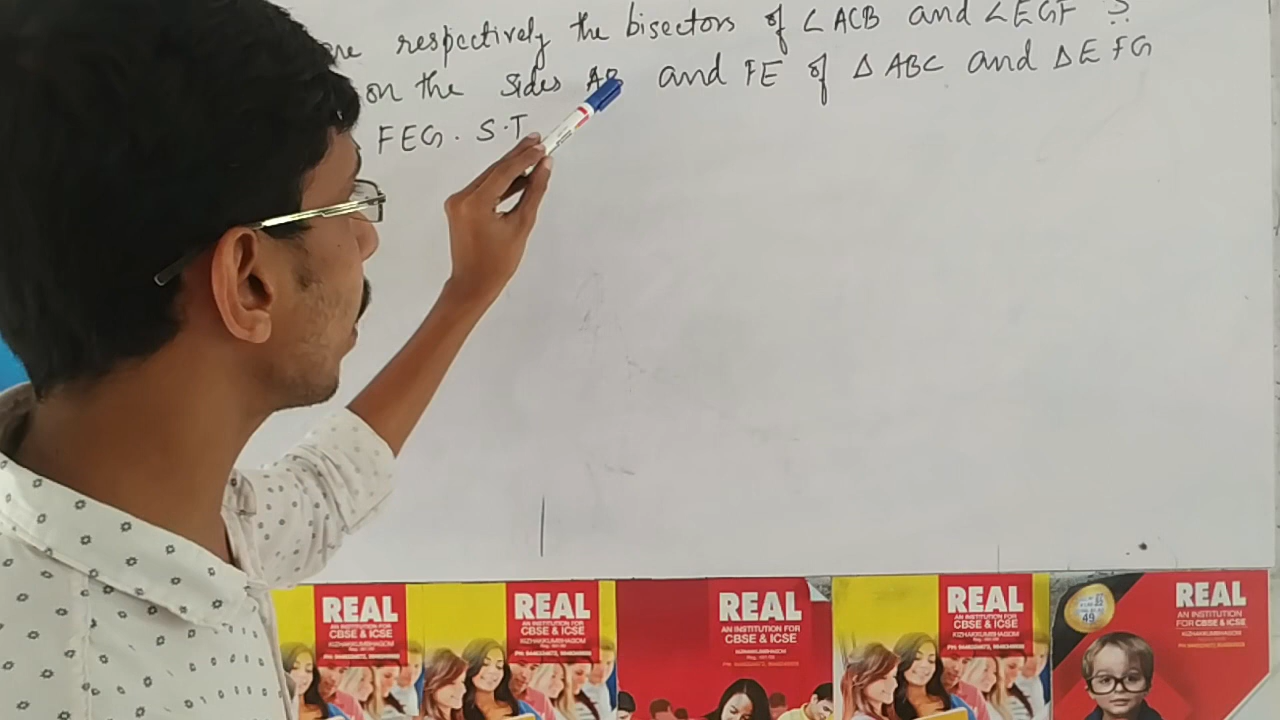 respectively the bisectors of ∠ACB and ∠EGF
on the sides AB and FE of Δ ABC and Δ EFG
FEG. S.T
REAL REAL REAL REAL REAL
AN INSTITUTION FOR AN INSTITUTION FOR AN INSTITUTION FOR AN INSTITUTION FOR AN INSTITUTION
CBSE & ICSE CBSE & ICSE CBSE & ICSE CBSE & ICSE FOR CBSE & ICSE
49